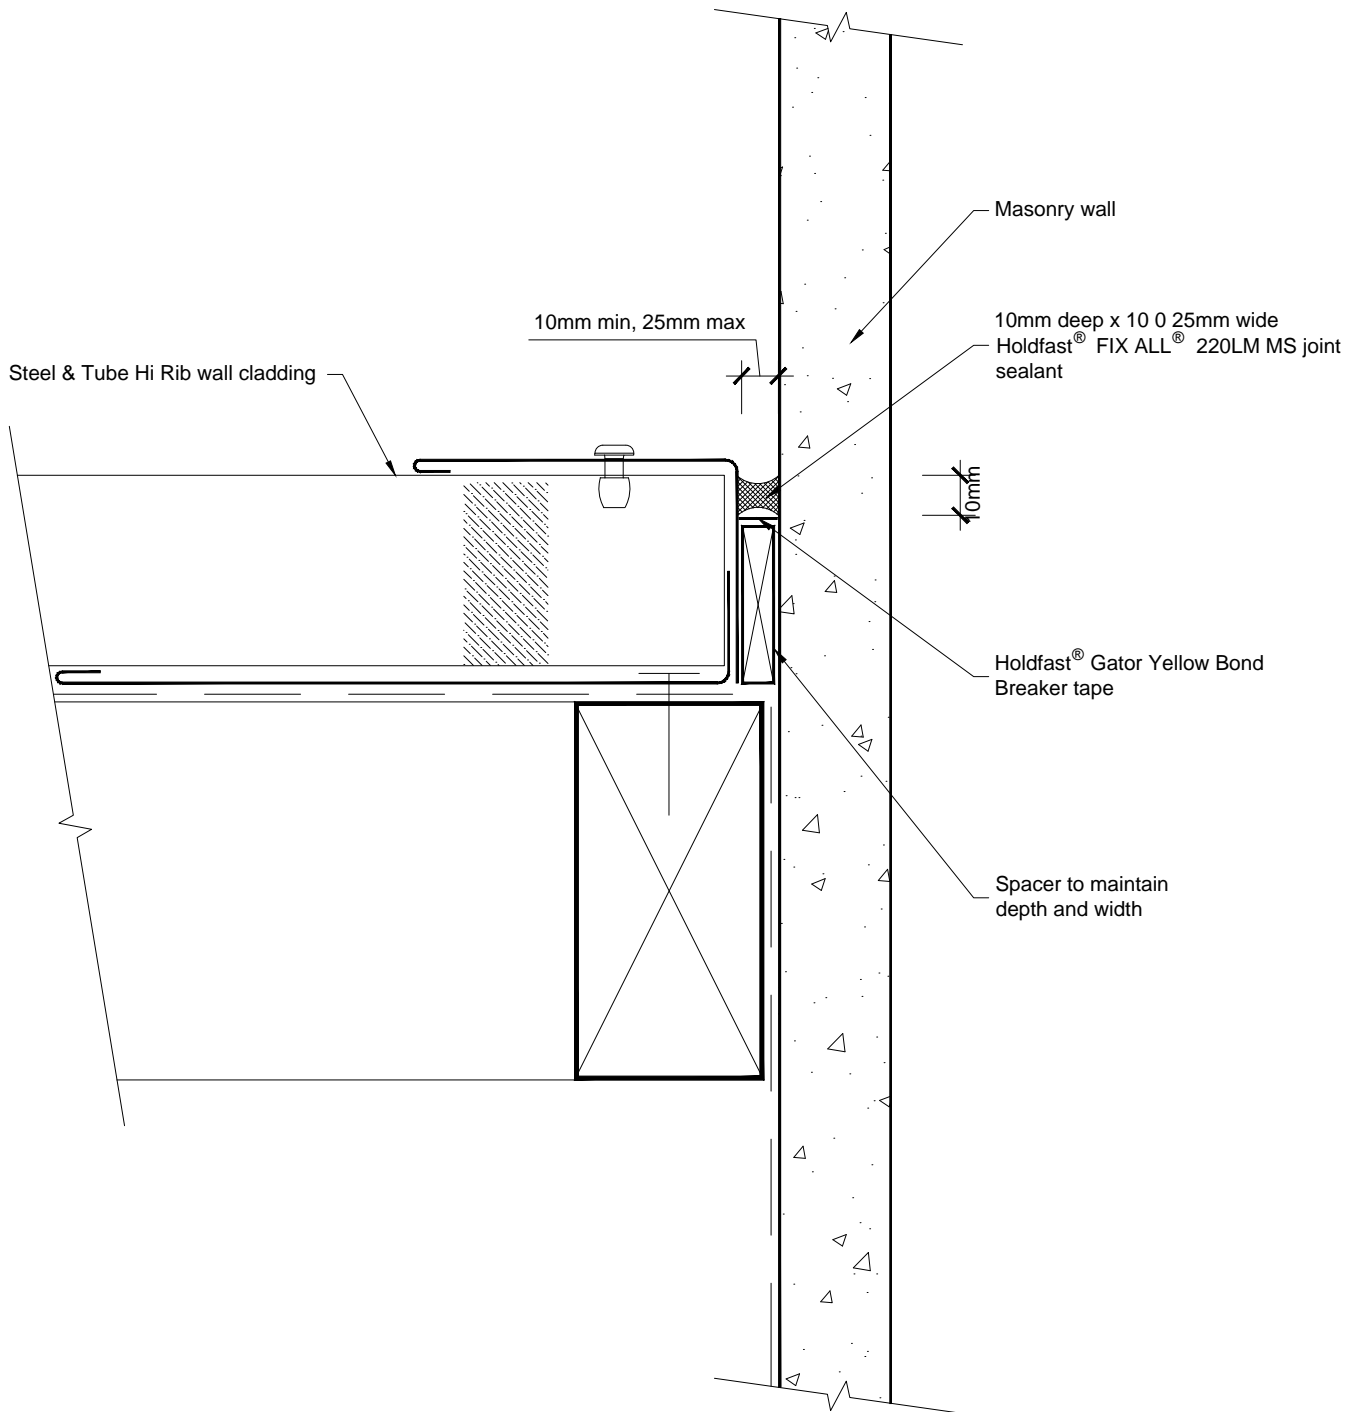 Masonry wall
10mm min, 25mm max
10mm deep x 10 0 25mm wide
Holdfast® FIX ALL® 220LM MS joint
sealant
Steel & Tube Hi Rib wall cladding
10mm
Holdfast® Gator Yellow Bond
Breaker tape
Spacer to maintain
depth and width